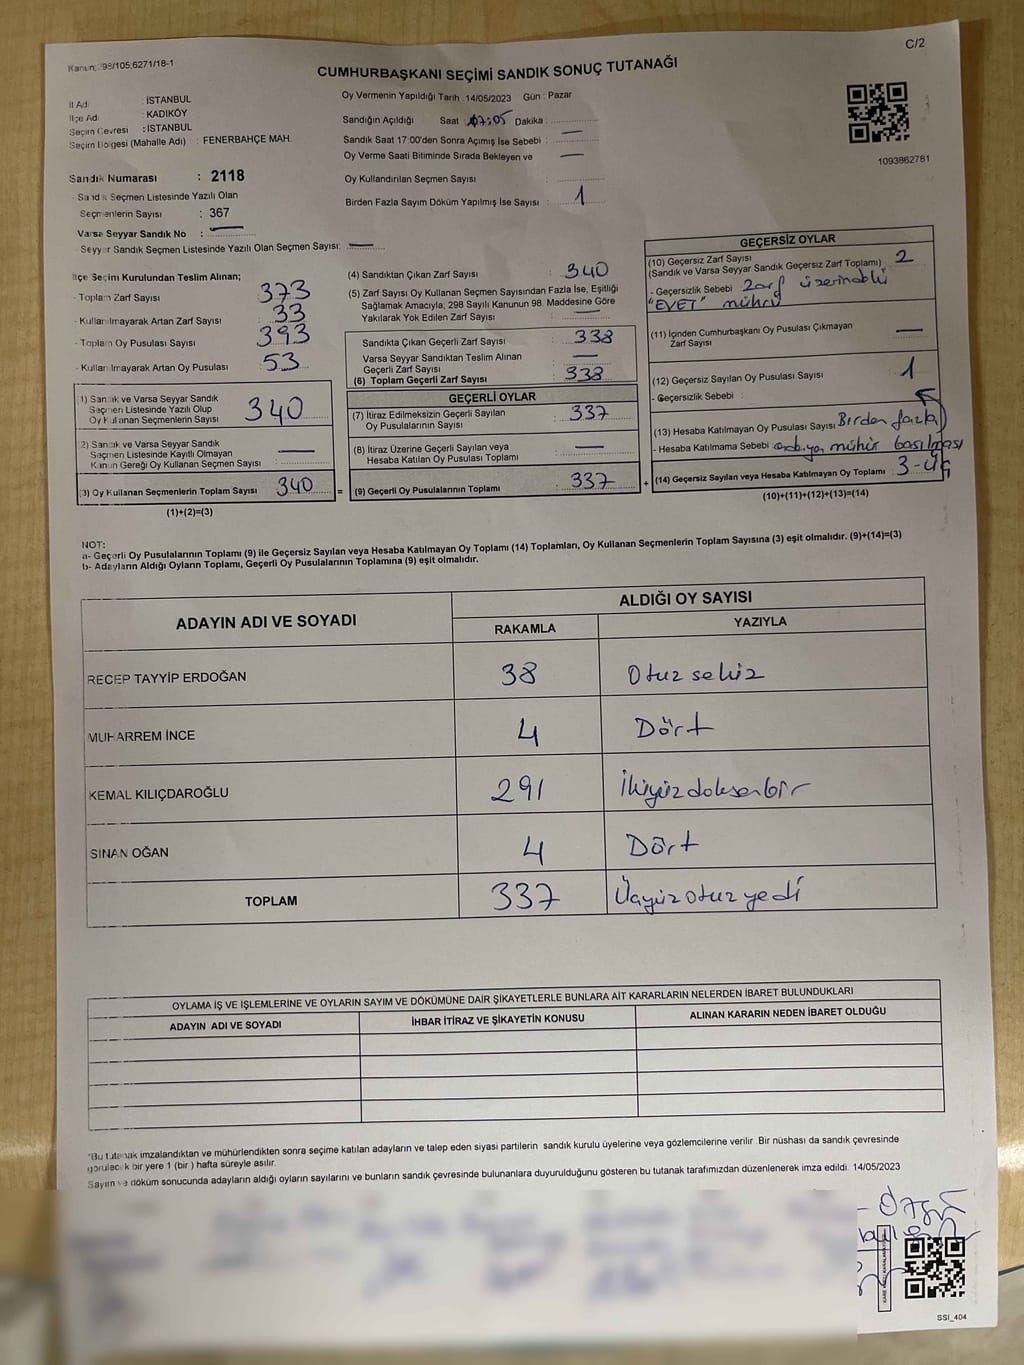 C/2
Kanun; 298/105,6271/18-1
CUMHURBAŞKANI SEÇİMİ SANDIK SONUÇ TUTANAĞI
İl Adı : İSTANBUL
İlçe Adı : KADIKÖY
Seçim Çevresi : İSTANBUL
Seçim Bölgesi (Mahalle Adı) : FENERBAHÇE MAH.
Sandık Numarası : 2118
- Sandık Seçmen Listesinde Yazılı Olan
Seçmenlerin Sayısı : 367
Varsa Seyyar Sandık No : —
- Seyyar Sandık Seçmen Listesinde Yazılı Olan Seçmen Sayısı: —
Oy Vermenin Yapıldığı Tarih : 14/05/2023 Gün : Pazar
Sandığın Açıldığı Saat : 17:05 Dakika :
Sandık Saat 17:00'den Sonra Açılmış İse Sebebi : —
Oy Verme Saati Bitiminde Sırada Bekleyen ve —
Oy Kullandırılan Seçmen Sayısı :
Birden Fazla Sayım Döküm Yapılmış İse Sayısı : 1
1093862781
İlçe Seçim Kurulundan Teslim Alınan;
- Toplam Zarf Sayısı : 373
- Kullanılmayarak Artan Zarf Sayısı : 33
- Toplam Oy Pusulası Sayısı : 393
- Kullanılmayarak Artan Oy Pusulası : 53
1) Sandık ve Varsa Seyyar Sandık
Seçmen Listesinde Yazılı Olup
Oy Kullanan Seçmenlerin Sayısı : 340
2) Sandık ve Varsa Seyyar Sandık
Seçmen Listesinde Kayıtlı Olmayan
Kanun Gereği Oy Kullanan Seçmen Sayısı : —
(3) Oy Kullanan Seçmenlerin Toplam Sayısı : 340
(1)+(2)=(3)
(4) Sandıktan Çıkan Zarf Sayısı : 340
(5) Zarf Sayısı Oy Kullanan Seçmen Sayısından Fazla İse, Eşitliği
Sağlamak Amacıyla; 298 Sayılı Kanunun 98. Maddesine Göre
Yakılarak Yok Edilen Zarf Sayısı : —
Sandıkta Çıkan Geçerli Zarf Sayısı : 338
Varsa Seyyar Sandıktan Teslim Alınan
Geçerli Zarf Sayısı : —
(6) Toplam Geçerli Zarf Sayısı : 338
GEÇERLİ OYLAR
(7) İtiraz Edilmeksizin Geçerli Sayılan
Oy Pusulalarının Sayısı : 337
(8) İtiraz Üzerine Geçerli Sayılan veya
Hesaba Katılan Oy Pusulası Toplamı : —
= (9) Geçerli Oy Pusulalarının Toplamı : 337
GEÇERSİZ OYLAR
(10) Geçersiz Zarf Sayısı
(Sandık ve Varsa Seyyar Sandık Geçersiz Zarf Toplamı) : 2
- Geçersizlik Sebebi : Zarf üzerinde
"EVET" mührü
(11) İçinden Cumhurbaşkanı Oy Pusulası Çıkmayan
Zarf Sayısı : —
(12) Geçersiz Sayılan Oy Pusulası Sayısı : 1
- Geçersizlik Sebebi :
(13) Hesaba Katılmayan Oy Pusulası Sayısı : Birden fazla
- Hesaba Katılmama Sebebi : adaya mühür basılması
+ (14) Geçersiz Sayılan veya Hesaba Katılmayan Oy Toplamı : 3-üç
(10)+(11)+(12)+(13)=(14)
NOT:
a- Geçerli Oy Pusulalarının Toplamı (9) ile Geçersiz Sayılan veya Hesaba Katılmayan Oy Toplamı (14) Toplamları, Oy Kullanan Seçmenlerin Toplam Sayısına (3) eşit olmalıdır. (9)+(14)=(3)
b- Adayların Aldığı Oyların Toplamı, Geçerli Oy Pusulalarının Toplamına (9) eşit olmalıdır.
ADAYIN ADI VE SOYADI
ALDIĞI OY SAYISI
RAKAMLA YAZIYLA
RECEP TAYYİP ERDOĞAN 38 Otuz sekiz
MUHARREM İNCE 4 Dört
KEMAL KILIÇDAROĞLU 291 İkiyüzdoksanbir
SİNAN OĞAN 4 Dört
TOPLAM 337 Üçyüz otuz yedi
OYLAMA İŞ VE İŞLEMLERİNE VE OYLARIN SAYIM VE DÖKÜMÜNE DAİR ŞİKAYETLERLE BUNLARA AİT KARARLARIN NELERDEN İBARET BULUNDUKLARI
ADAYIN ADI VE SOYADI İHBAR İTİRAZ VE ŞİKAYETİN KONUSU ALINAN KARARIN NEDEN İBARET OLDUĞU
*Bu tutanak imzalandıktan ve mühürlendikten sonra seçime katılan adayların ve talep eden siyasi partilerin sandık kurulu üyelerine veya gözlemcilerine verilir. Bir nüshası da sandık çevresinde
görülecek bir yere 1 (bir) hafta süreyle asılır.
Sayım ve döküm sonucunda adayların aldığı oyların sayılarını ve bunların sandık çevresinde bulunanlara duyurulduğunu gösteren bu tutanak tarafımızdan düzenlenerek imza edildi. 14/05/2023
SSİ_404